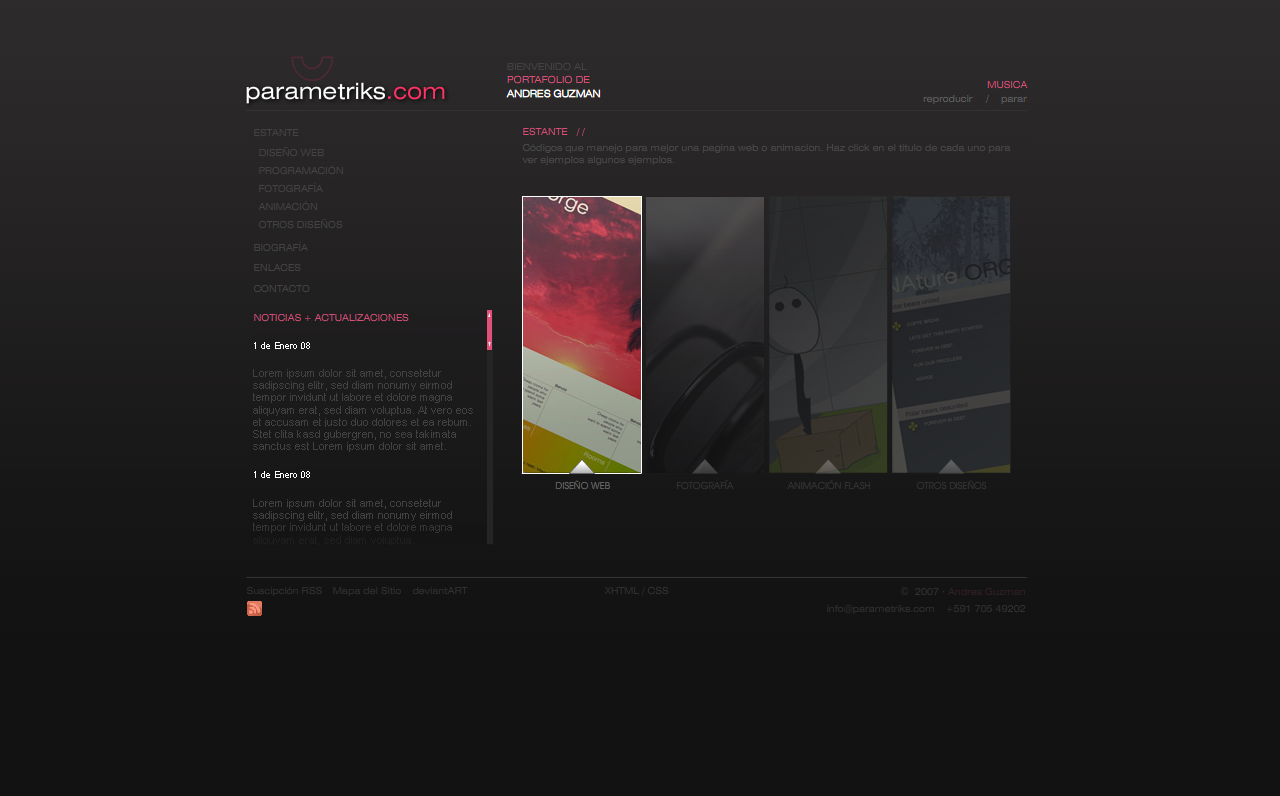 parametriks.com
BIENVENIDO AL
PORTAFOLIO DE
ANDRES GUZMAN
MUSICA
reproducir / parar
ESTANTE
DISEÑO WEB
PROGRAMACIÓN
FOTOGRAFÍA
ANIMACIÓN
OTROS DISEÑOS
BIOGRAFÍA
ENLACES
CONTACTO
NOTICIAS + ACTUALIZACIONES
1 de Enero 08
Lorem ipsum dolor sit amet, consetetur
sadipscing elitr, sed diam nonumy eirmod
tempor invidunt ut labore et dolore magna
aliquyam erat, sed diam voluptua. At vero eos
et accusam et justo duo dolores et ea rebum.
Stet clita kasd gubergren, no sea takimata
sanctus est Lorem ipsum dolor sit amet.
1 de Enero 08
Lorem ipsum dolor sit amet, consetetur
sadipscing elitr, sed diam nonumy eirmod
tempor invidunt ut labore et dolore magna
aliquyam erat, sed diam voluptua.
ESTANTE //
Códigos que manejo para mejor una pagina web o animacion. Haz click en el titulo de cada uno para
ver ejemplos algunos ejemplos.
NAture ORG
DISEÑO WEB
FOTOGRAFÍA
ANIMACIÓN FLASH
OTROS DISEÑOS
Suscipción RSS Mapa del Sitio deviantART
XHTML / CSS
© 2007 · Andres Guzman
info@parametriks.com +591 705 49202